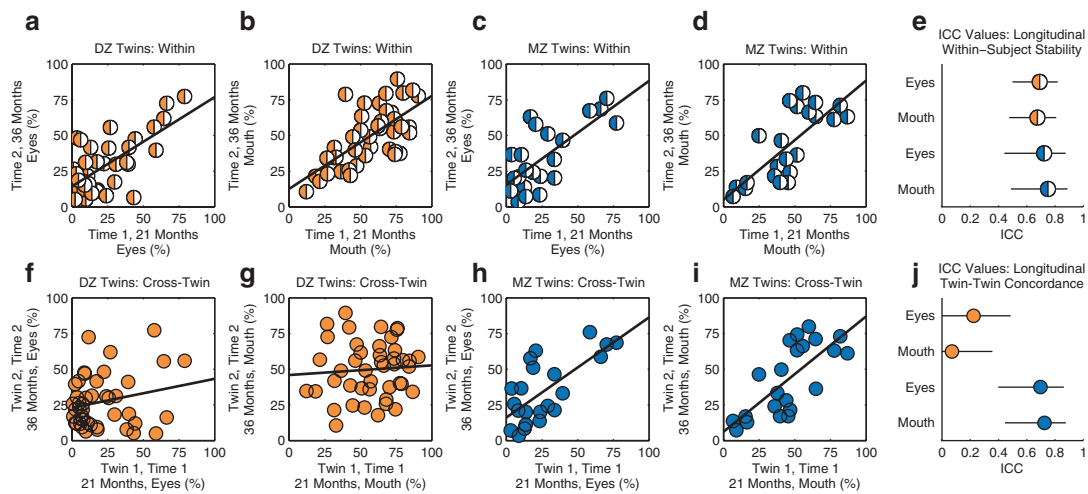 a
DZ Twins: Within
100
75
50
25
0
0
25
50
75
100
Time 2, 36 Months
Eyes (%)
Time 1, 21 Months
Eyes (%)
b
DZ Twins: Within
100
75
50
25
0
0
25
50
75
100
Time 2, 36 Months
Mouth (%)
Time 1, 21 Months
Mouth (%)
c
MZ Twins: Within
100
75
50
25
0
0
25
50
75
100
Time 2, 36 Months
Eyes (%)
Time 1, 21 Months
Eyes (%)
d
MZ Twins: Within
100
75
50
25
0
0
25
50
75
100
Time 2, 36 Months
Mouth (%)
Time 1, 21 Months
Mouth (%)
e
ICC Values: Longitudinal
Within−Subject Stability
Eyes
Mouth
Eyes
Mouth
0 0.2 0.4 0.6 0.8 1
ICC
f
DZ Twins: Cross-Twin
100
75
50
25
0
0
25
50
75
100
Twin 2, Time 2
36 Months, Eyes (%)
Twin 1, Time 1
21 Months, Eyes (%)
g
DZ Twins: Cross-Twin
100
75
50
25
0
0
25
50
75
100
Twin 2, Time 2
36 Months, Mouth (%)
Twin 1, Time 1
21 Months, Mouth (%)
h
MZ Twins: Cross-Twin
100
75
50
25
0
0
25
50
75
100
Twin 2, Time 2
36 Months, Eyes (%)
Twin 1, Time 1
21 Months, Eyes (%)
i
MZ Twins: Cross-Twin
100
75
50
25
0
0
25
50
75
100
Twin 2, Time 2
36 Months, Mouth (%)
Twin 1, Time 1
21 Months, Mouth (%)
j
ICC Values: Longitudinal
Twin-Twin Concordance
Eyes
Mouth
Eyes
Mouth
0 0.2 0.4 0.6 0.8 1
ICC